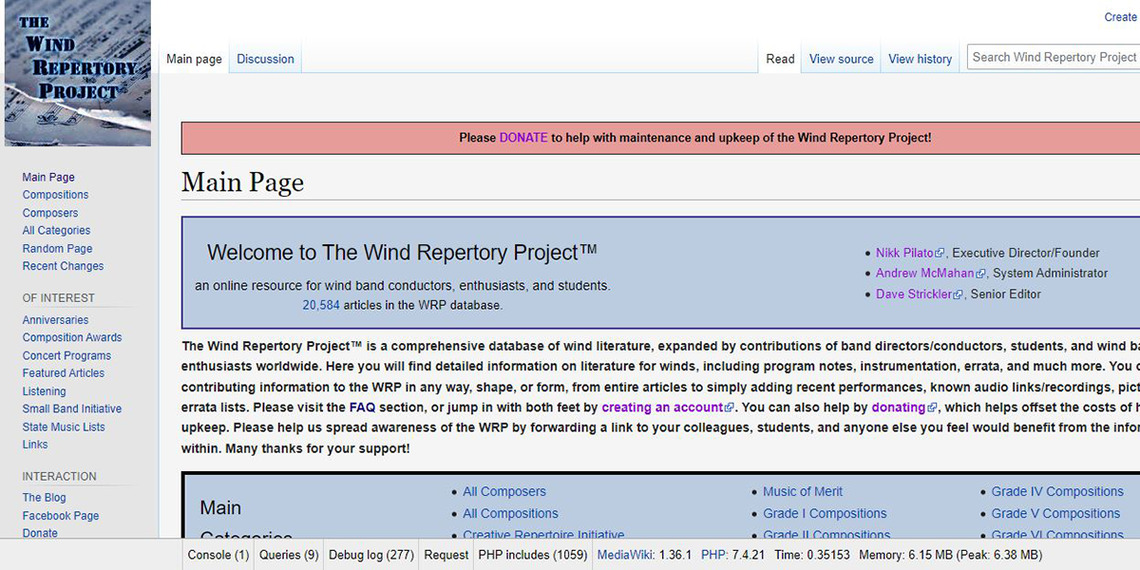 THE
WIND
REPERTORY
PROJECT
Create
Main page
Discussion
Read
View source
View history
Search Wind Repertory Project
Please DONATE to help with maintenance and upkeep of the Wind Repertory Project!
Main Page
Welcome to The Wind Repertory Project™
an online resource for wind band conductors, enthusiasts, and students.
20,584 articles in the WRP database.
Nikk Pilato, Executive Director/Founder
Andrew McMahan, System Administrator
Dave Strickler, Senior Editor
The Wind Repertory Project™ is a comprehensive database of wind literature, expanded by contributions of band directors/conductors, students, and wind
enthusiasts worldwide. Here you will find detailed information on literature for winds, including program notes, instrumentation, errata, and much more. You
contributing information to the WRP in any way, shape, or form, from entire articles to simply adding recent performances, known audio links/recordings,
errata lists. Please visit the FAQ section, or jump in with both feet by creating an account. You can also help by donating, which helps offset the costs of
upkeep. Please help us spread awareness of the WRP by forwarding a link to your colleagues, students, and anyone else you feel would benefit from the
within. Many thanks for your support!
Main
Categories
All Composers
All Compositions
Creative Repertoire Initiative
Music of Merit
Grade I Compositions
Grade II Compositions
Grade IV Compositions
Grade V Compositions
Grade VI Compositions
Main Page
Compositions
Composers
All Categories
Random Page
Recent Changes
OF INTEREST
Anniversaries
Composition Awards
Concert Programs
Featured Articles
Listening
Small Band Initiative
State Music Lists
Links
INTERACTION
The Blog
Facebook Page
Donate
Console (1)
Queries (9)
Debug log (277)
Request
PHP includes (1059)
MediaWiki: 1.36.1
PHP: 7.4.21
Time: 0.35153
Memory: 6.15 MB (Peak: 6.38 MB)